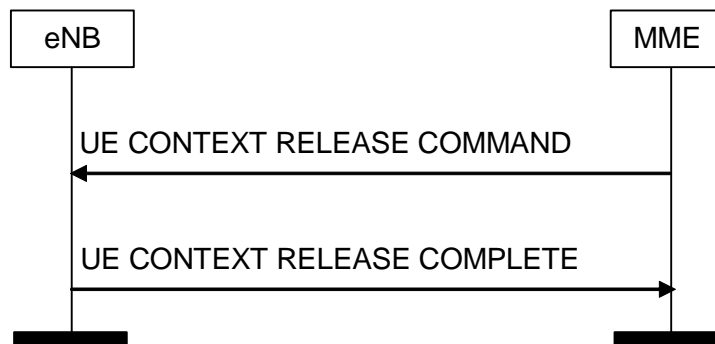 eNB
MME
UE CONTEXT RELEASE COMMAND
UE CONTEXT RELEASE COMPLETE